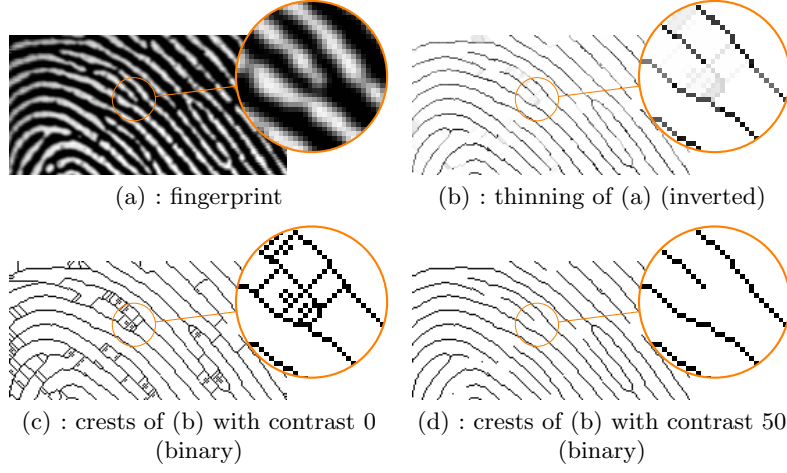 (a) : fingerprint
(b) : thinning of (a) (inverted)
(c) : crests of (b) with contrast 0
(binary)
(d) : crests of (b) with contrast 50
(binary)